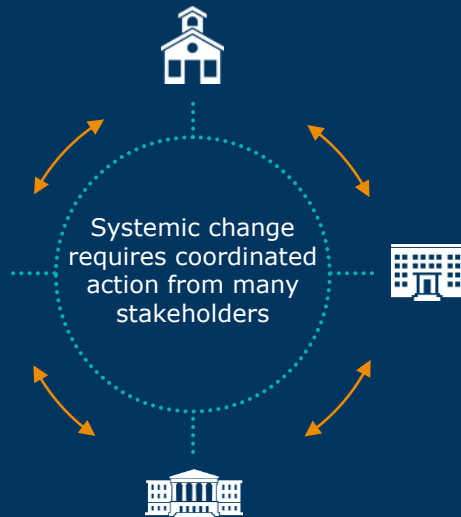 Systemic change
requires coordinated
action from many
stakeholders